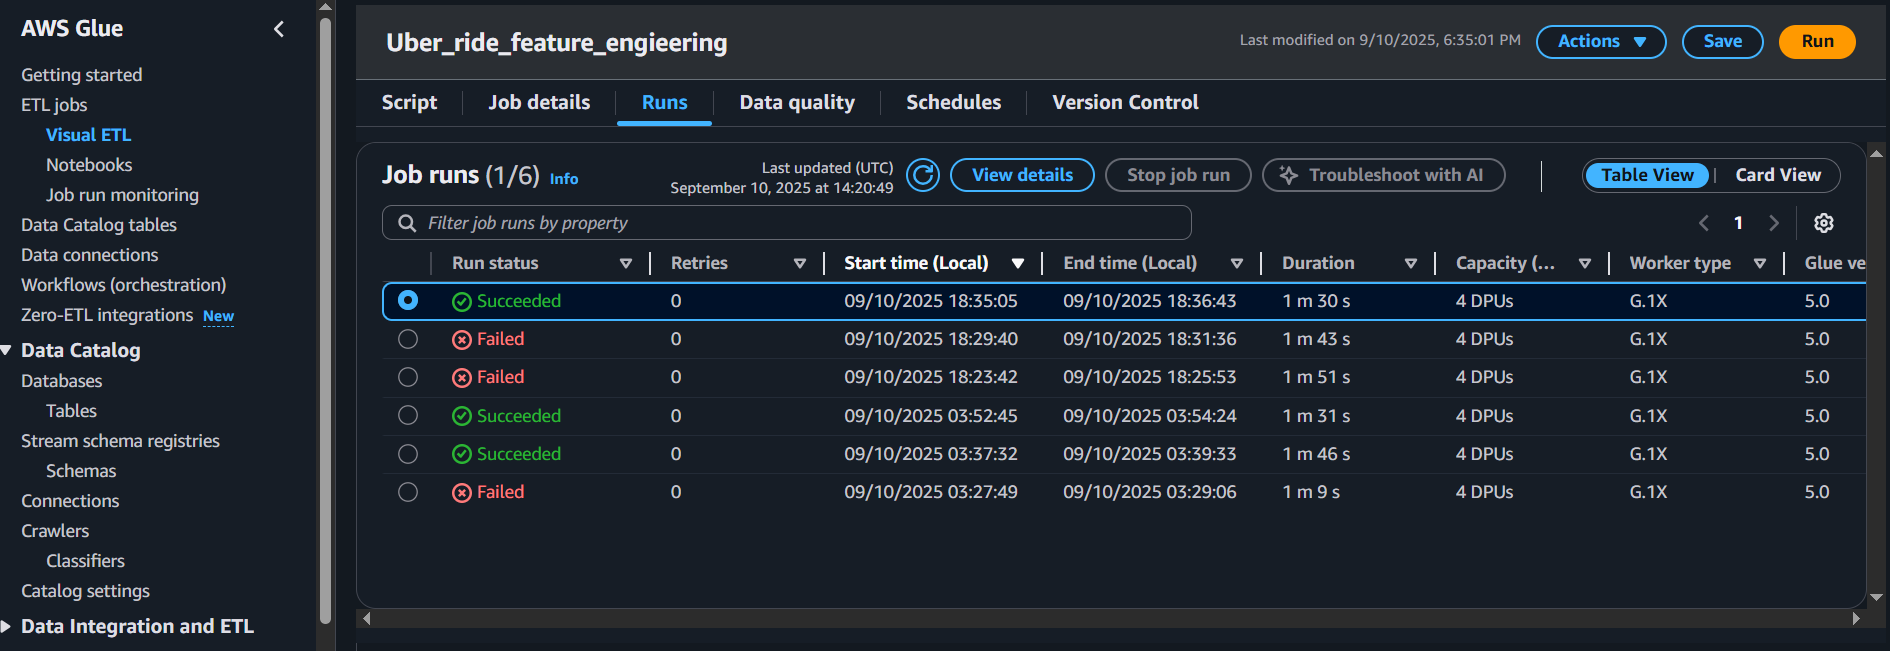 AWS Glue
Getting started
ETL jobs
Visual ETL
Notebooks
Job run monitoring
Data Catalog tables
Data connections
Workflows (orchestration)
Zero-ETL integrations New
Data Catalog
Databases
Tables
Stream schema registries
Schemas
Connections
Crawlers
Classifiers
Catalog settings
Data Integration and ETL
Uber_ride_feature_engieering
Last modified on 9/10/2025, 6:35:01 PM
Actions
Save
Run
Script Job details Runs Data quality Schedules Version Control
Job runs (1/6) Info
Last updated (UTC)
September 10, 2025 at 14:20:49
View details
Stop job run
Troubleshoot with AI
Table View Card View
Filter job runs by property
1
Run status Retries Start time (Local) End time (Local) Duration Capacity (... Worker type Glue ve
Succeeded 0 09/10/2025 18:35:05 09/10/2025 18:36:43 1 m 30 s 4 DPUs G.1X 5.0
Failed 0 09/10/2025 18:29:40 09/10/2025 18:31:36 1 m 43 s 4 DPUs G.1X 5.0
Failed 0 09/10/2025 18:23:42 09/10/2025 18:25:53 1 m 51 s 4 DPUs G.1X 5.0
Succeeded 0 09/10/2025 03:52:45 09/10/2025 03:54:24 1 m 31 s 4 DPUs G.1X 5.0
Succeeded 0 09/10/2025 03:37:32 09/10/2025 03:39:33 1 m 46 s 4 DPUs G.1X 5.0
Failed 0 09/10/2025 03:27:49 09/10/2025 03:29:06 1 m 9 s 4 DPUs G.1X 5.0